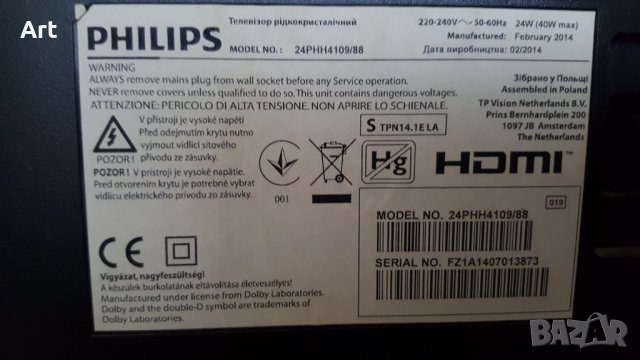 Art
PHILIPS
Телевізор рідкокристалічний
MODEL NO.: 24PHH4109/88
220-240V~ 50-60Hz 24W (40W max)
Manufactured: February 2014
Дата виробництва: 02/2014
WARNING
ALWAYS remove mains plug from wall socket before any Service operation.
NEVER remove covers unless qualified to do so. This unit contains dangerous voltages.
ATTENZIONE: PERICOLO DI ALTA TENSIONE. NON APRIRE LO SCHIENALE.
Зібрано у Польщі
Assembled in Poland
TP Vision Netherlands B.V.
Prins Bernhardplein 200
1097 JB Amsterdam
The Netherlands
V přístroji je vysoké napětí
Před odejmutím krytu nutno
vyjmout vidlici síťového
POZOR! přívodu ze zásuvky.
POZOR! V prístroji je vysoké napätie.
Pred otvorením krytu je potrebné vybrať
vidlicu elektrického prívodu zo zásuvky.
S TPN14.1E LA
001
Hg
HDMI™
019
MODEL NO. 24PHH4109/88
SERIAL NO. FZ1A1407013873
CE
Vigyázat, nagyfeszültség!
A készülék burkolatának eltávolítása életveszélyes!
Manufactured under license from Dolby Laboratories.
Dolby and the double-D symbol are trademarks of
Dolby Laboratories.
BAZAR.bg